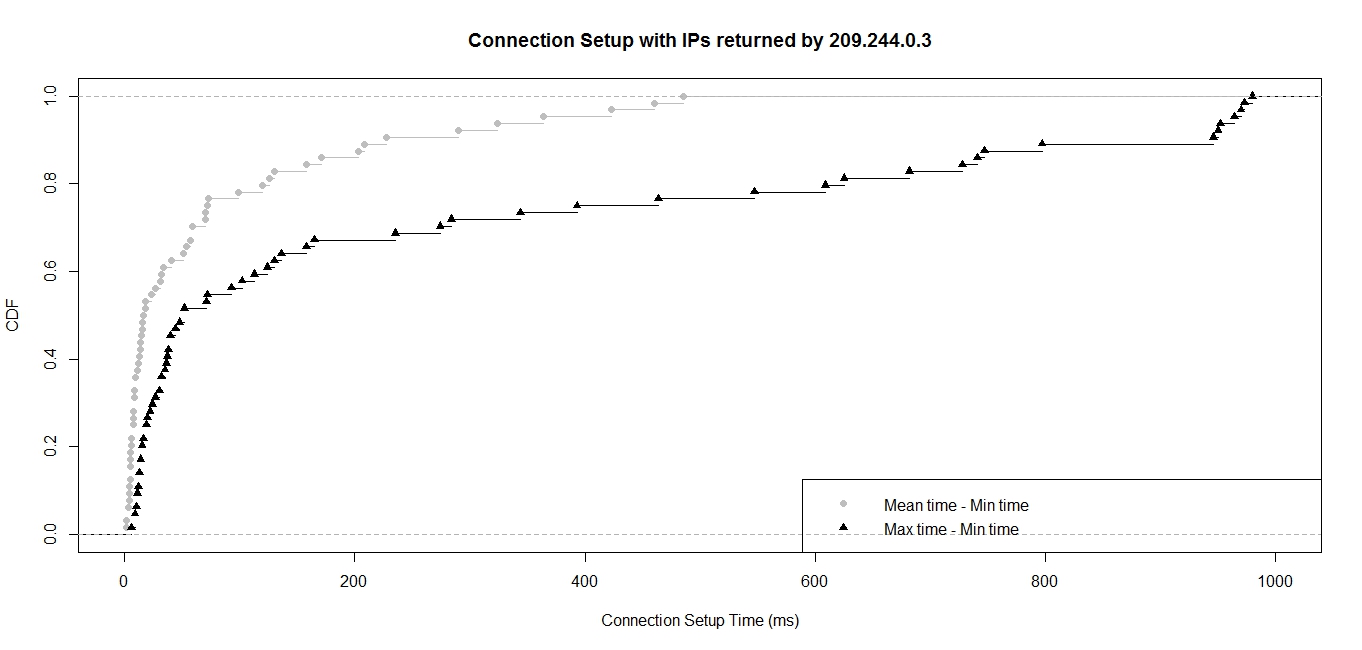 Connection Setup with IPs returned by 209.244.0.3
CDF
1.0
0.8
0.6
0.4
0.2
0.0
Mean time - Min time
Max time - Min time
0 200 400 600 800 1000
Connection Setup Time (ms)